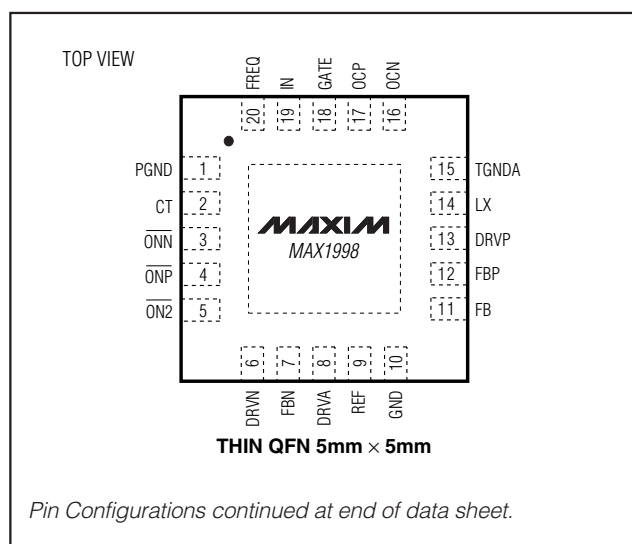 TOP VIEW
FREQ
IN
GATE
OCP
OCN
20
19
18
17
16
PGND 1
CT 2
ONN 3
ONP 4
ON2 5
15 TGNDA
14 LX
13 DRVP
12 FBP
11 FB
MAXIM
MAX1998
6
7
8
9
10
DRVN
FBN
DRVA
REF
GND
THIN QFN 5mm × 5mm
Pin Configurations continued at end of data sheet.